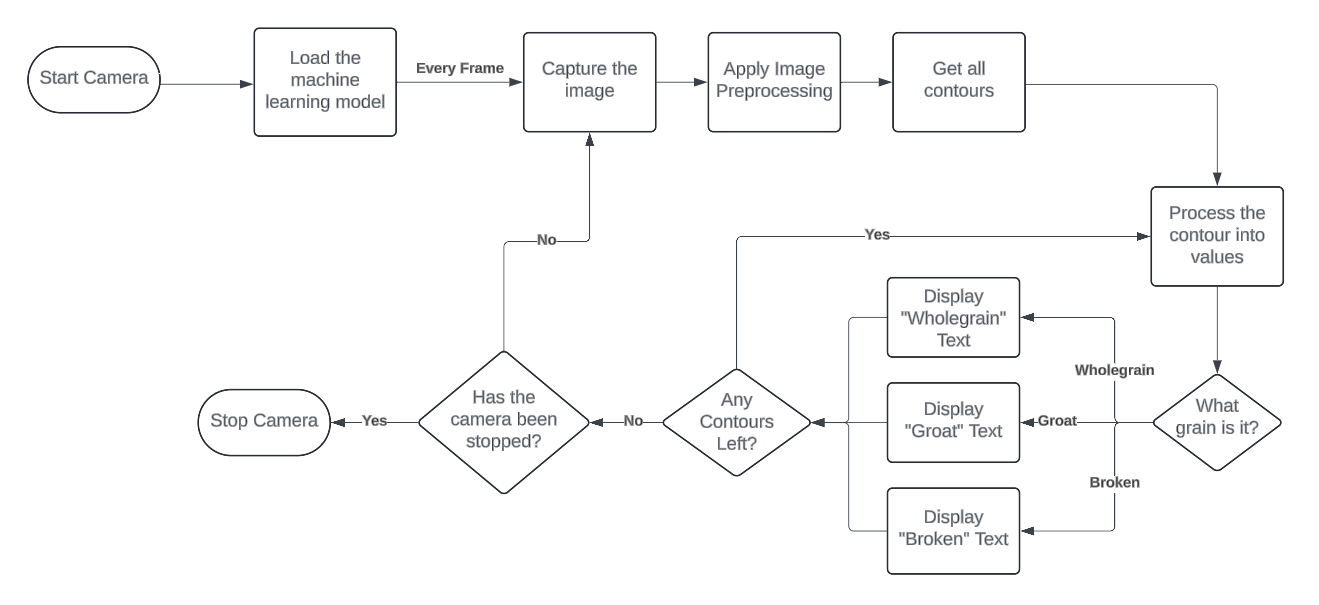 Start Camera
Load the
machine
learning model
Every Frame
Capture the
image
Apply Image
Preprocessing
Get all
contours
Process the
contour into
values
No
Yes
Display
"Wholegrain"
Text
Wholegrain
What
grain is it?
Groat
Display
"Groat" Text
Any
Contours
Left?
No
Has the
camera been
stopped?
Yes
Stop Camera
Broken
Display
"Broken" Text